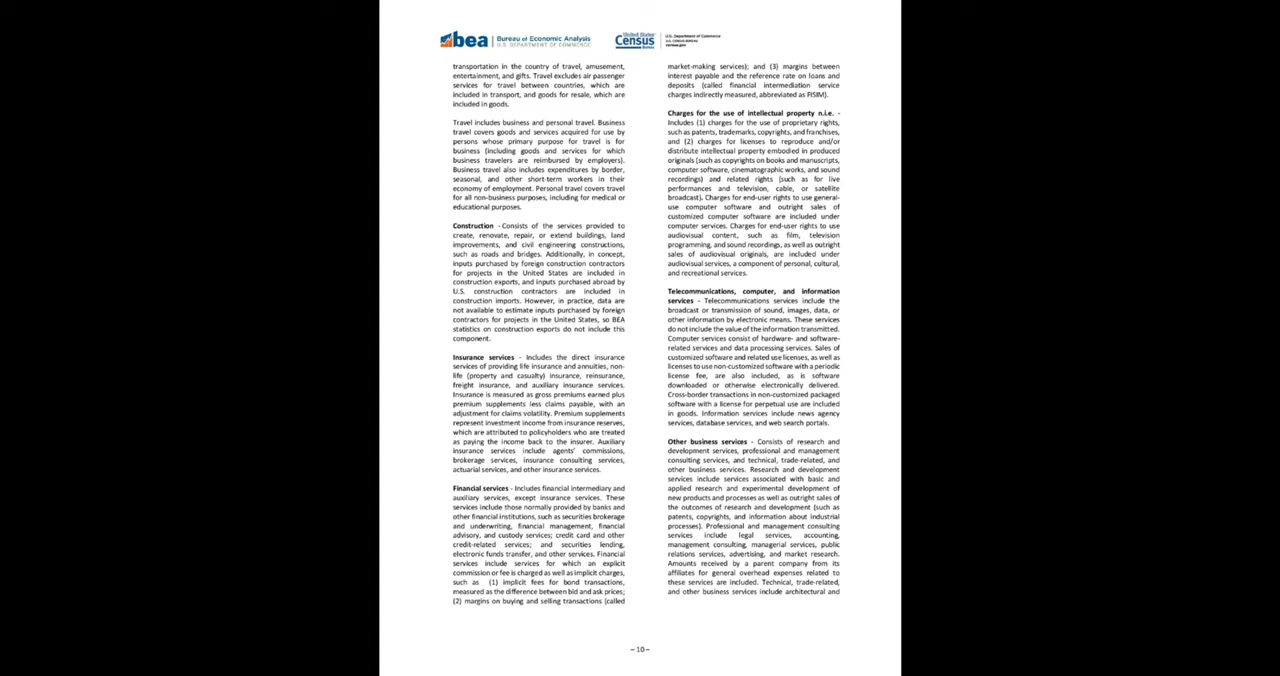 bea Bureau of Economic Analysis
U.S. DEPARTMENT OF COMMERCE
United States®
Census
Bureau
U.S. Department of Commerce
U.S. CENSUS BUREAU
census.gov
transportation in the country of travel, amusement,
entertainment, and gifts. Travel excludes air passenger
services for travel between countries, which are
included in transport, and goods for resale, which are
included in goods.
Travel includes business and personal travel. Business
travel covers goods and services acquired for use by
persons whose primary purpose for travel is for
business (including goods and services for which
business travelers are reimbursed by employers).
Business travel also includes expenditures by border,
seasonal, and other short-term workers in their
economy of employment. Personal travel covers travel
for all non-business purposes, including for medical or
educational purposes.
Construction - Consists of the services provided to
create, renovate, repair, or extend buildings, land
improvements, and civil engineering constructions,
such as roads and bridges. Additionally, in concept,
inputs purchased by foreign construction contractors
for projects in the United States are included in
construction exports, and inputs purchased abroad by
U.S. construction contractors are included in
construction imports. However, in practice, data are
not available to estimate inputs purchased by foreign
contractors for projects in the United States, so BEA
statistics on construction exports do not include this
component.
Insurance services - Includes the direct insurance
services of providing life insurance and annuities, non-
life (property and casualty) insurance, reinsurance,
freight insurance, and auxiliary insurance services.
Insurance is measured as gross premiums earned plus
premium supplements less claims payable, with an
adjustment for claims volatility. Premium supplements
represent investment income from insurance reserves,
which are attributed to policyholders who are treated
as paying the income back to the insurer. Auxiliary
insurance services include agents' commissions,
brokerage services, insurance consulting services,
actuarial services, and other insurance services.
Financial services - Includes financial intermediary and
auxiliary services, except insurance services. These
services include those normally provided by banks and
other financial institutions, such as securities brokerage
and underwriting, financial management, financial
advisory, and custody services; credit card and other
credit-related services; and securities lending,
electronic funds transfer, and other services. Financial
services include services for which an explicit
commission or fee is charged as well as implicit charges,
such as (1) implicit fees for bond transactions,
measured as the difference between bid and ask prices;
(2) margins on buying and selling transactions (called
market-making services); and (3) margins between
interest payable and the reference rate on loans and
deposits (called financial intermediation service
charges indirectly measured, abbreviated as FISIM).
Charges for the use of intellectual property n.i.e. -
Includes (1) charges for the use of proprietary rights,
such as patents, trademarks, copyrights, and franchises,
and (2) charges for licenses to reproduce and/or
distribute intellectual property embodied in produced
originals (such as copyrights on books and manuscripts,
computer software, cinematographic works, and sound
recordings) and related rights (such as for live
performances and television, cable, or satellite
broadcast). Charges for end-user rights to use general-
use computer software and outright sales of
customized computer software are included under
computer services. Charges for end-user rights to use
audiovisual content, such as film, television
programming, and sound recordings, as well as outright
sales of audiovisual originals, are included under
audiovisual services, a component of personal, cultural,
and recreational services.
Telecommunications, computer, and information
services - Telecommunications services include the
broadcast or transmission of sound, images, data, or
other information by electronic means. These services
do not include the value of the information transmitted.
Computer services consist of hardware- and software-
related services and data processing services. Sales of
customized software and related use licenses, as well as
licenses to use non-customized software with a periodic
license fee, are also included, as is software
downloaded or otherwise electronically delivered.
Cross-border transactions in non-customized packaged
software with a license for perpetual use are included
in goods. Information services include news agency
services, database services, and web search portals.
Other business services - Consists of research and
development services, professional and management
consulting services, and technical, trade-related, and
other business services. Research and development
services include services associated with basic and
applied research and experimental development of
new products and processes as well as outright sales of
the outcomes of research and development (such as
patents, copyrights, and information about industrial
processes). Professional and management consulting
services include legal services, accounting,
management consulting, managerial services, public
relations services, advertising, and market research.
Amounts received by a parent company from its
affiliates for general overhead expenses related to
these services are included. Technical, trade-related,
and other business services include architectural and
– 10 –